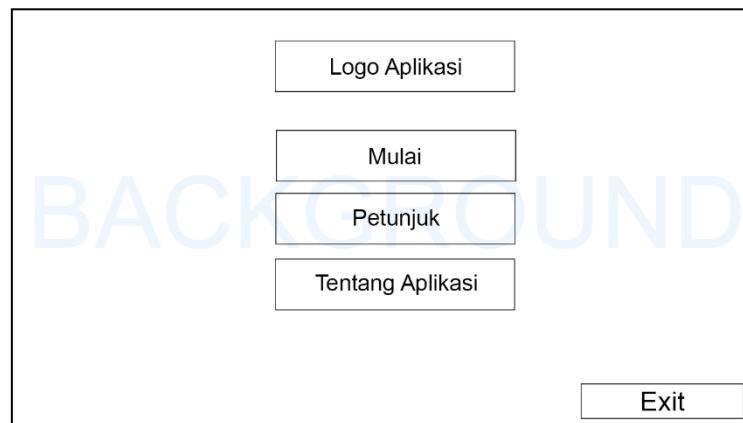 Logo Aplikasi
Mulai
BACKGROUND
Petunjuk
Tentang Aplikasi
Exit